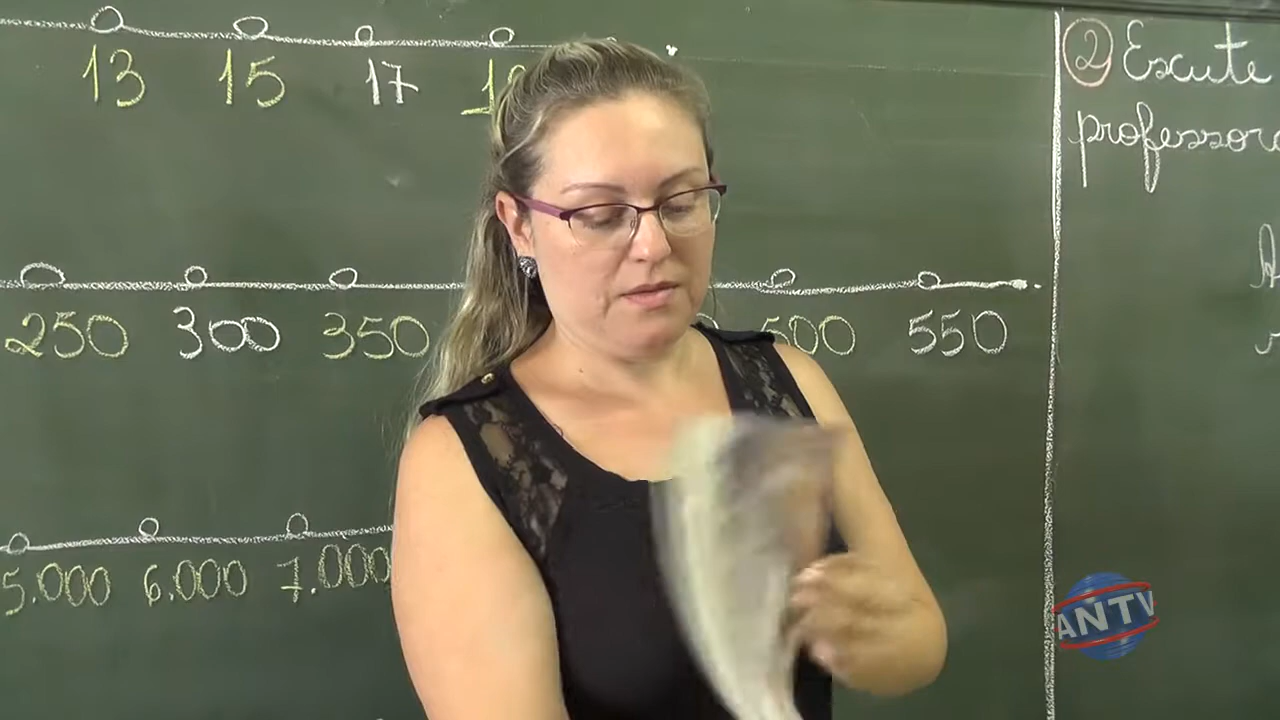 13 15 17
250 300 350 500 550
5.000 6.000 7.000
② Escute
professora
ANTV